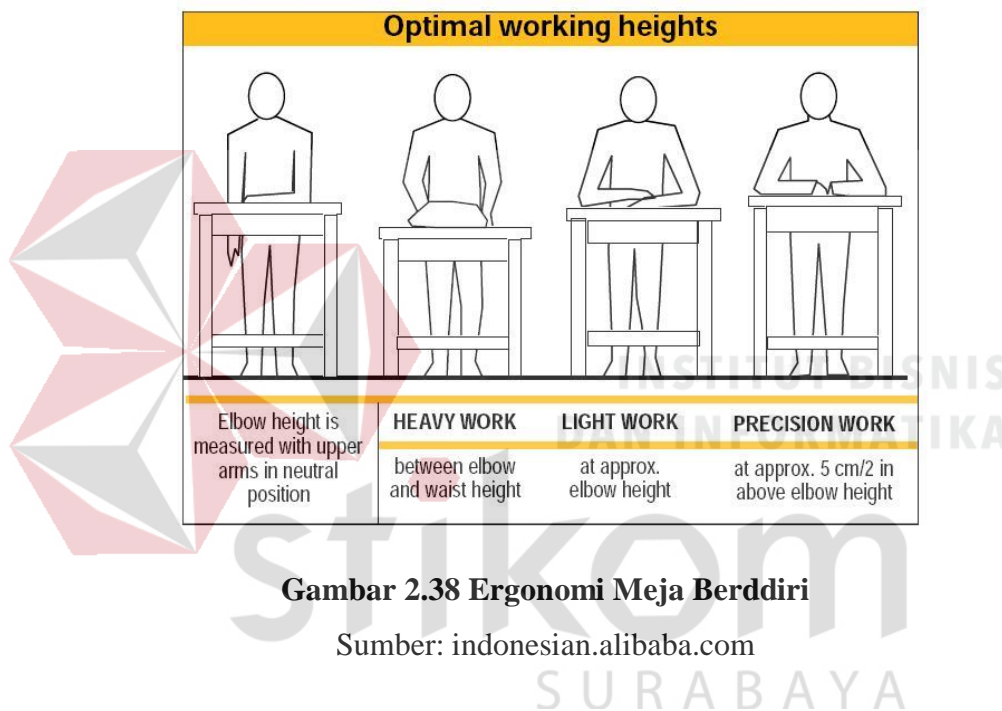 Optimal working heights
Elbow height is
measured with upper
arms in neutral
position
HEAVY WORK
between elbow
and waist height
LIGHT WORK
at approx.
elbow height
PRECISION WORK
at approx. 5 cm/2 in
above elbow height
INSTITUT BISNIS
DAN INFORMATIKA
stikom
SURABAYA
Gambar 2.38 Ergonomi Meja Berddiri
Sumber: indonesian.alibaba.com